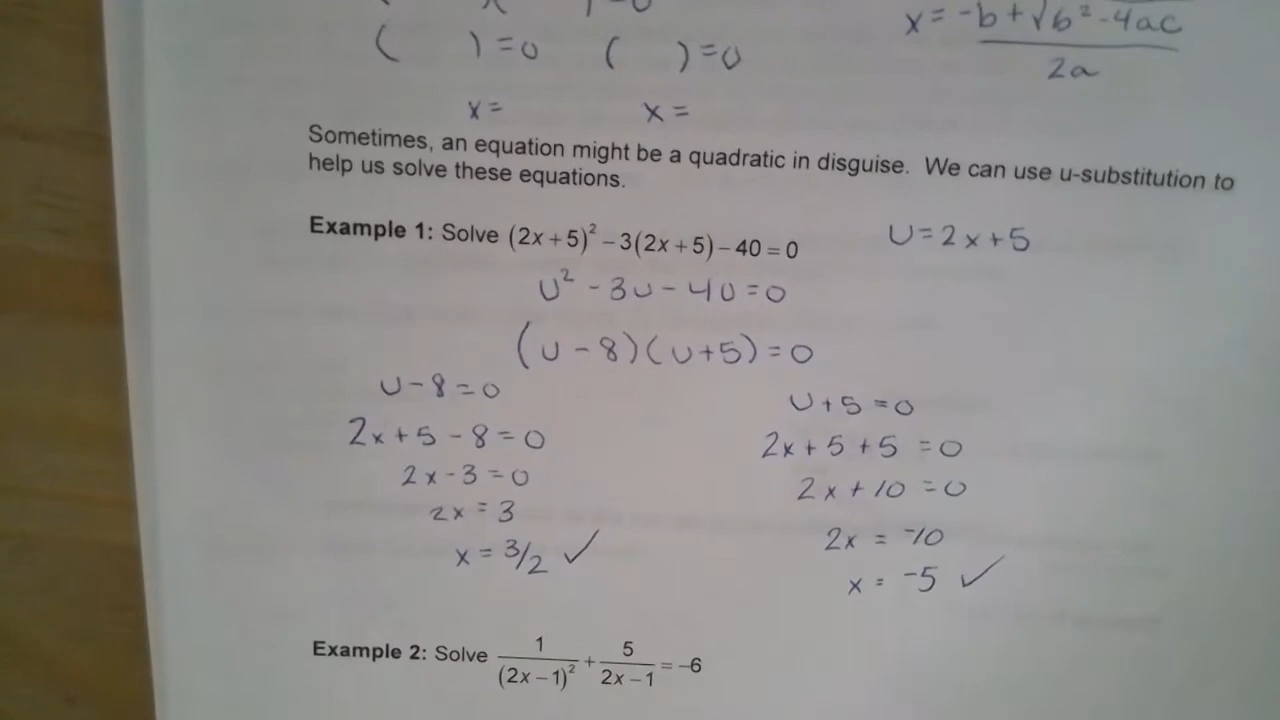 x = -b + √b² - 4ac / 2a
( ) = 0 ( ) = 0
x = x =
Sometimes, an equation might be a quadratic in disguise. We can use u-substitution to
help us solve these equations.
Example 1: Solve (2x+5)² − 3(2x+5) − 40 = 0 U = 2x+5
U² - 3U - 40 = 0
(U - 8)(U+5) = 0
U - 8 = 0 U + 5 = 0
2x + 5 - 8 = 0 2x + 5 + 5 = 0
2x - 3 = 0 2x + 10 = 0
2x = 3 2x = -10
x = 3/2 ✓ x = -5 ✓
Example 2: Solve 1/(2x−1)² + 5/(2x−1) = −6